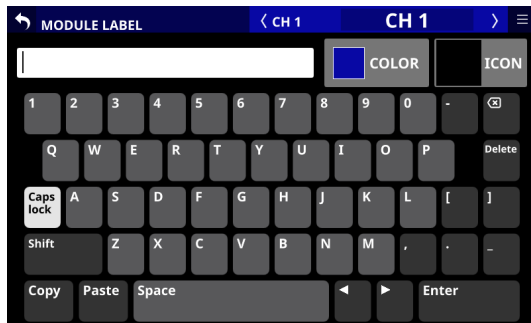 MODULE LABEL
CH 1
CH 1
COLOR
ICON
1 2 3 4 5 6 7 8 9 0 -
Q W E R T Y U I O P Delete
Caps lock A S D F G H J K L [ ]
Shift Z X C V B N M , . _
Copy Paste Space Enter